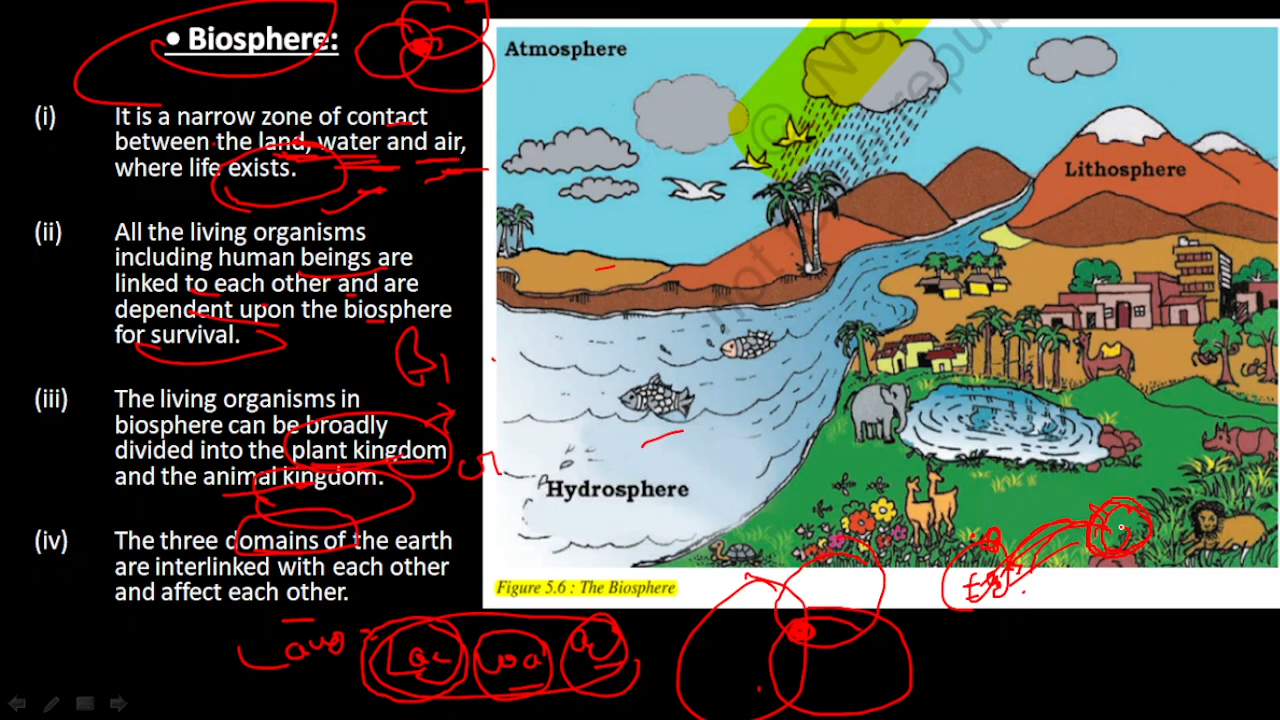 • Biosphere:
(i) It is a narrow zone of contact
between the land, water and air,
where life exists.
(ii) All the living organisms
including human beings are
linked to each other and are
dependent upon the biosphere
for survival.
(iii) The living organisms in
biosphere can be broadly
divided into the plant kingdom
and the animal kingdom.
(iv) The three domains of the earth
are interlinked with each other
and affect each other.
Atmosphere
Lithosphere
Hydrosphere
Figure 5.6 : The Biosphere